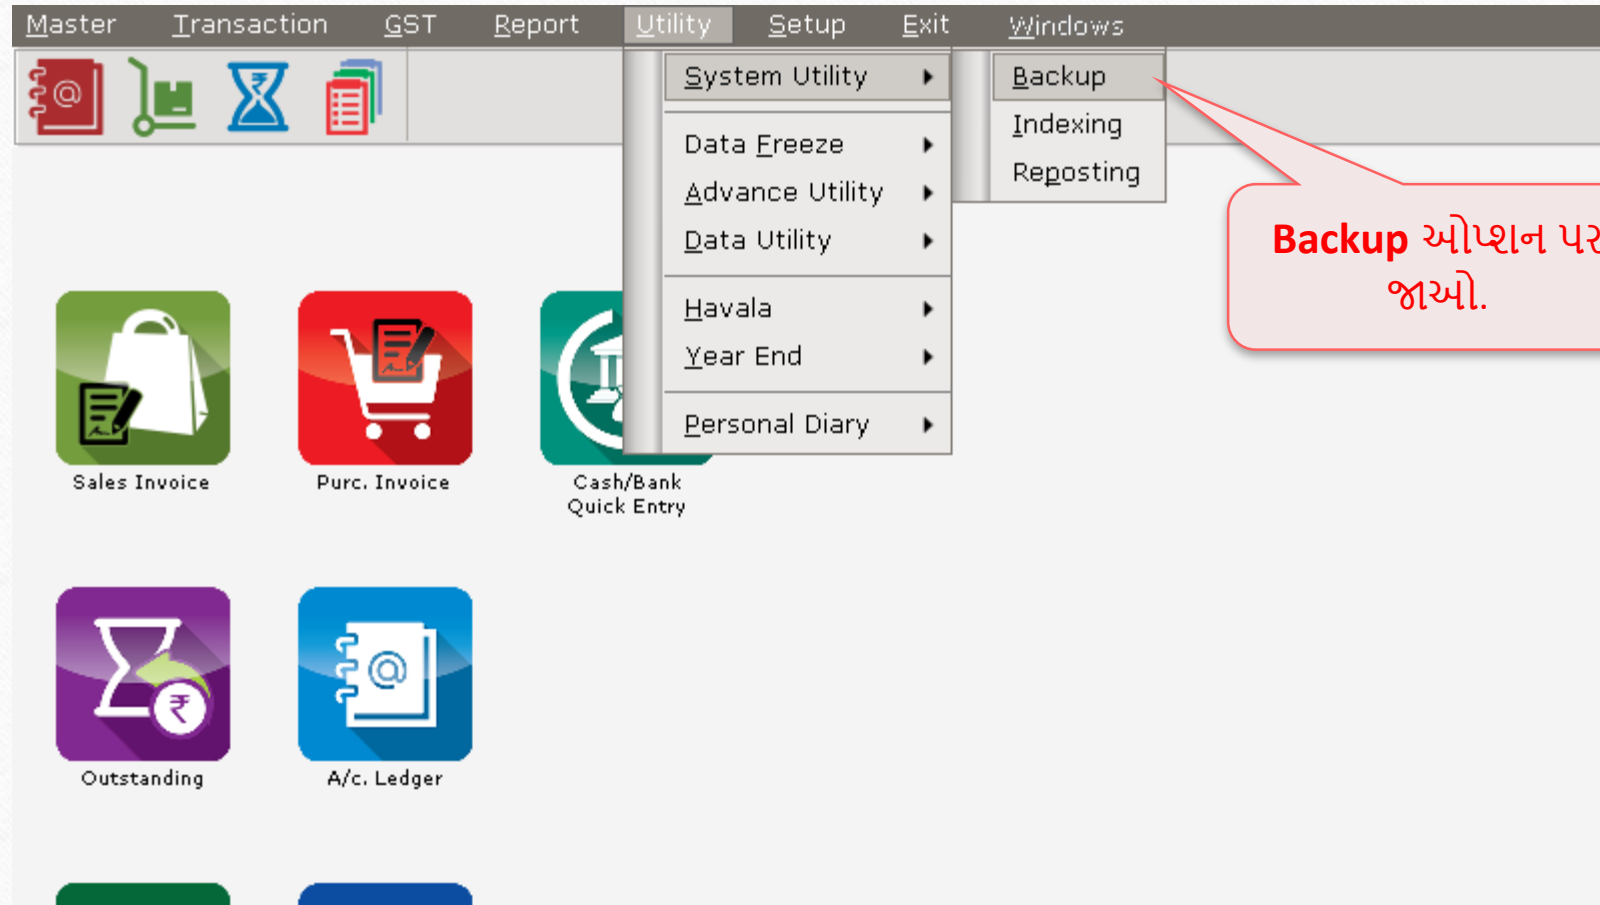 Master Transaction GST Report Utility Setup Exit Windows
System Utility
Data Freeze
Advance Utility
Data Utility
Havala
Year End
Personal Diary
Backup
Indexing
Reposting
Backup ઓપ્શન પર
જાઓ.
Sales Invoice
Purc. Invoice
Cash/Bank
Quick Entry
Outstanding
A/c. Ledger